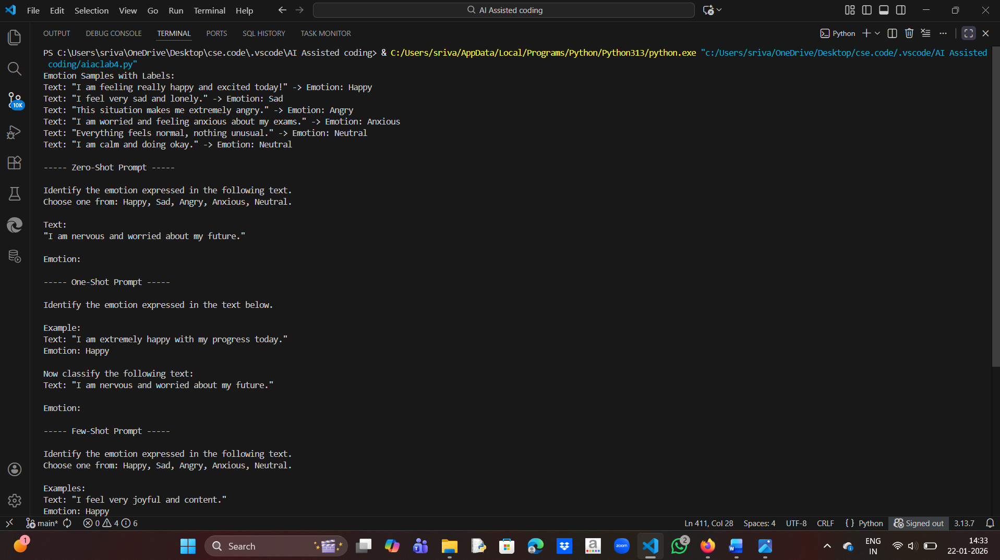 File Edit Selection View Go Run Terminal Help
AI Assisted coding
OUTPUT DEBUG CONSOLE TERMINAL PORTS SQL HISTORY TASK MONITOR
Python
PS C:\Users\sriva\OneDrive\Desktop\cse.code\.vscode\AI Assisted coding> & C:/Users/sriva/AppData/Local/Programs/Python/Python313/python.exe "c:/Users/sriva/OneDrive/Desktop/cse.code/.vscode/AI Assisted
coding/aiaclab4.py"
Emotion Samples with Labels:
Text: "I am feeling really happy and excited today!" -> Emotion: Happy
Text: "I feel very sad and lonely." -> Emotion: Sad
Text: "This situation makes me extremely angry." -> Emotion: Angry
Text: "I am worried and feeling anxious about my exams." -> Emotion: Anxious
Text: "Everything feels normal, nothing unusual." -> Emotion: Neutral
Text: "I am calm and doing okay." -> Emotion: Neutral
----- Zero-Shot Prompt -----
Identify the emotion expressed in the following text.
Choose one from: Happy, Sad, Angry, Anxious, Neutral.
Text:
"I am nervous and worried about my future."
Emotion:
----- One-Shot Prompt -----
Identify the emotion expressed in the text below.
Example:
Text: "I am extremely happy with my progress today."
Emotion: Happy
Now classify the following text:
Text: "I am nervous and worried about my future."
Emotion:
----- Few-Shot Prompt -----
Identify the emotion expressed in the following text.
Choose one from: Happy, Sad, Angry, Anxious, Neutral.
Examples:
Text: "I feel very joyful and content."
Emotion: Happy
10K
main* 0 4 6
Ln 411, Col 28 Spaces: 4 UTF-8 CRLF {} Python Signed out 3.13.7
1
Search
a
zoom
2
W
ENG
IN
14:33
22-01-2026